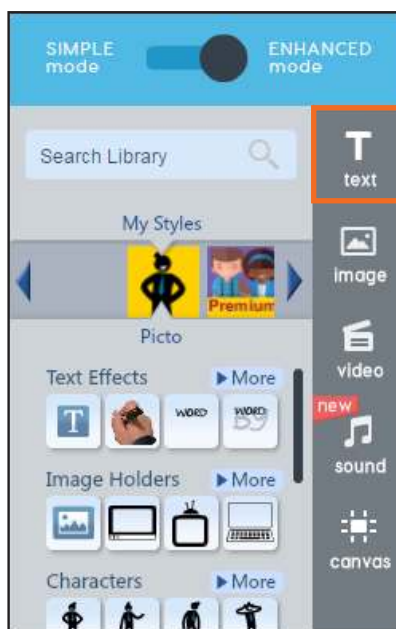 SIMPLE mode
ENHANCED mode
Search Library
My Styles
Premium
Picto
Text Effects More
T WORD WORD BY
Image Holders More
Characters More
T
text
image
video
new
sound
canvas